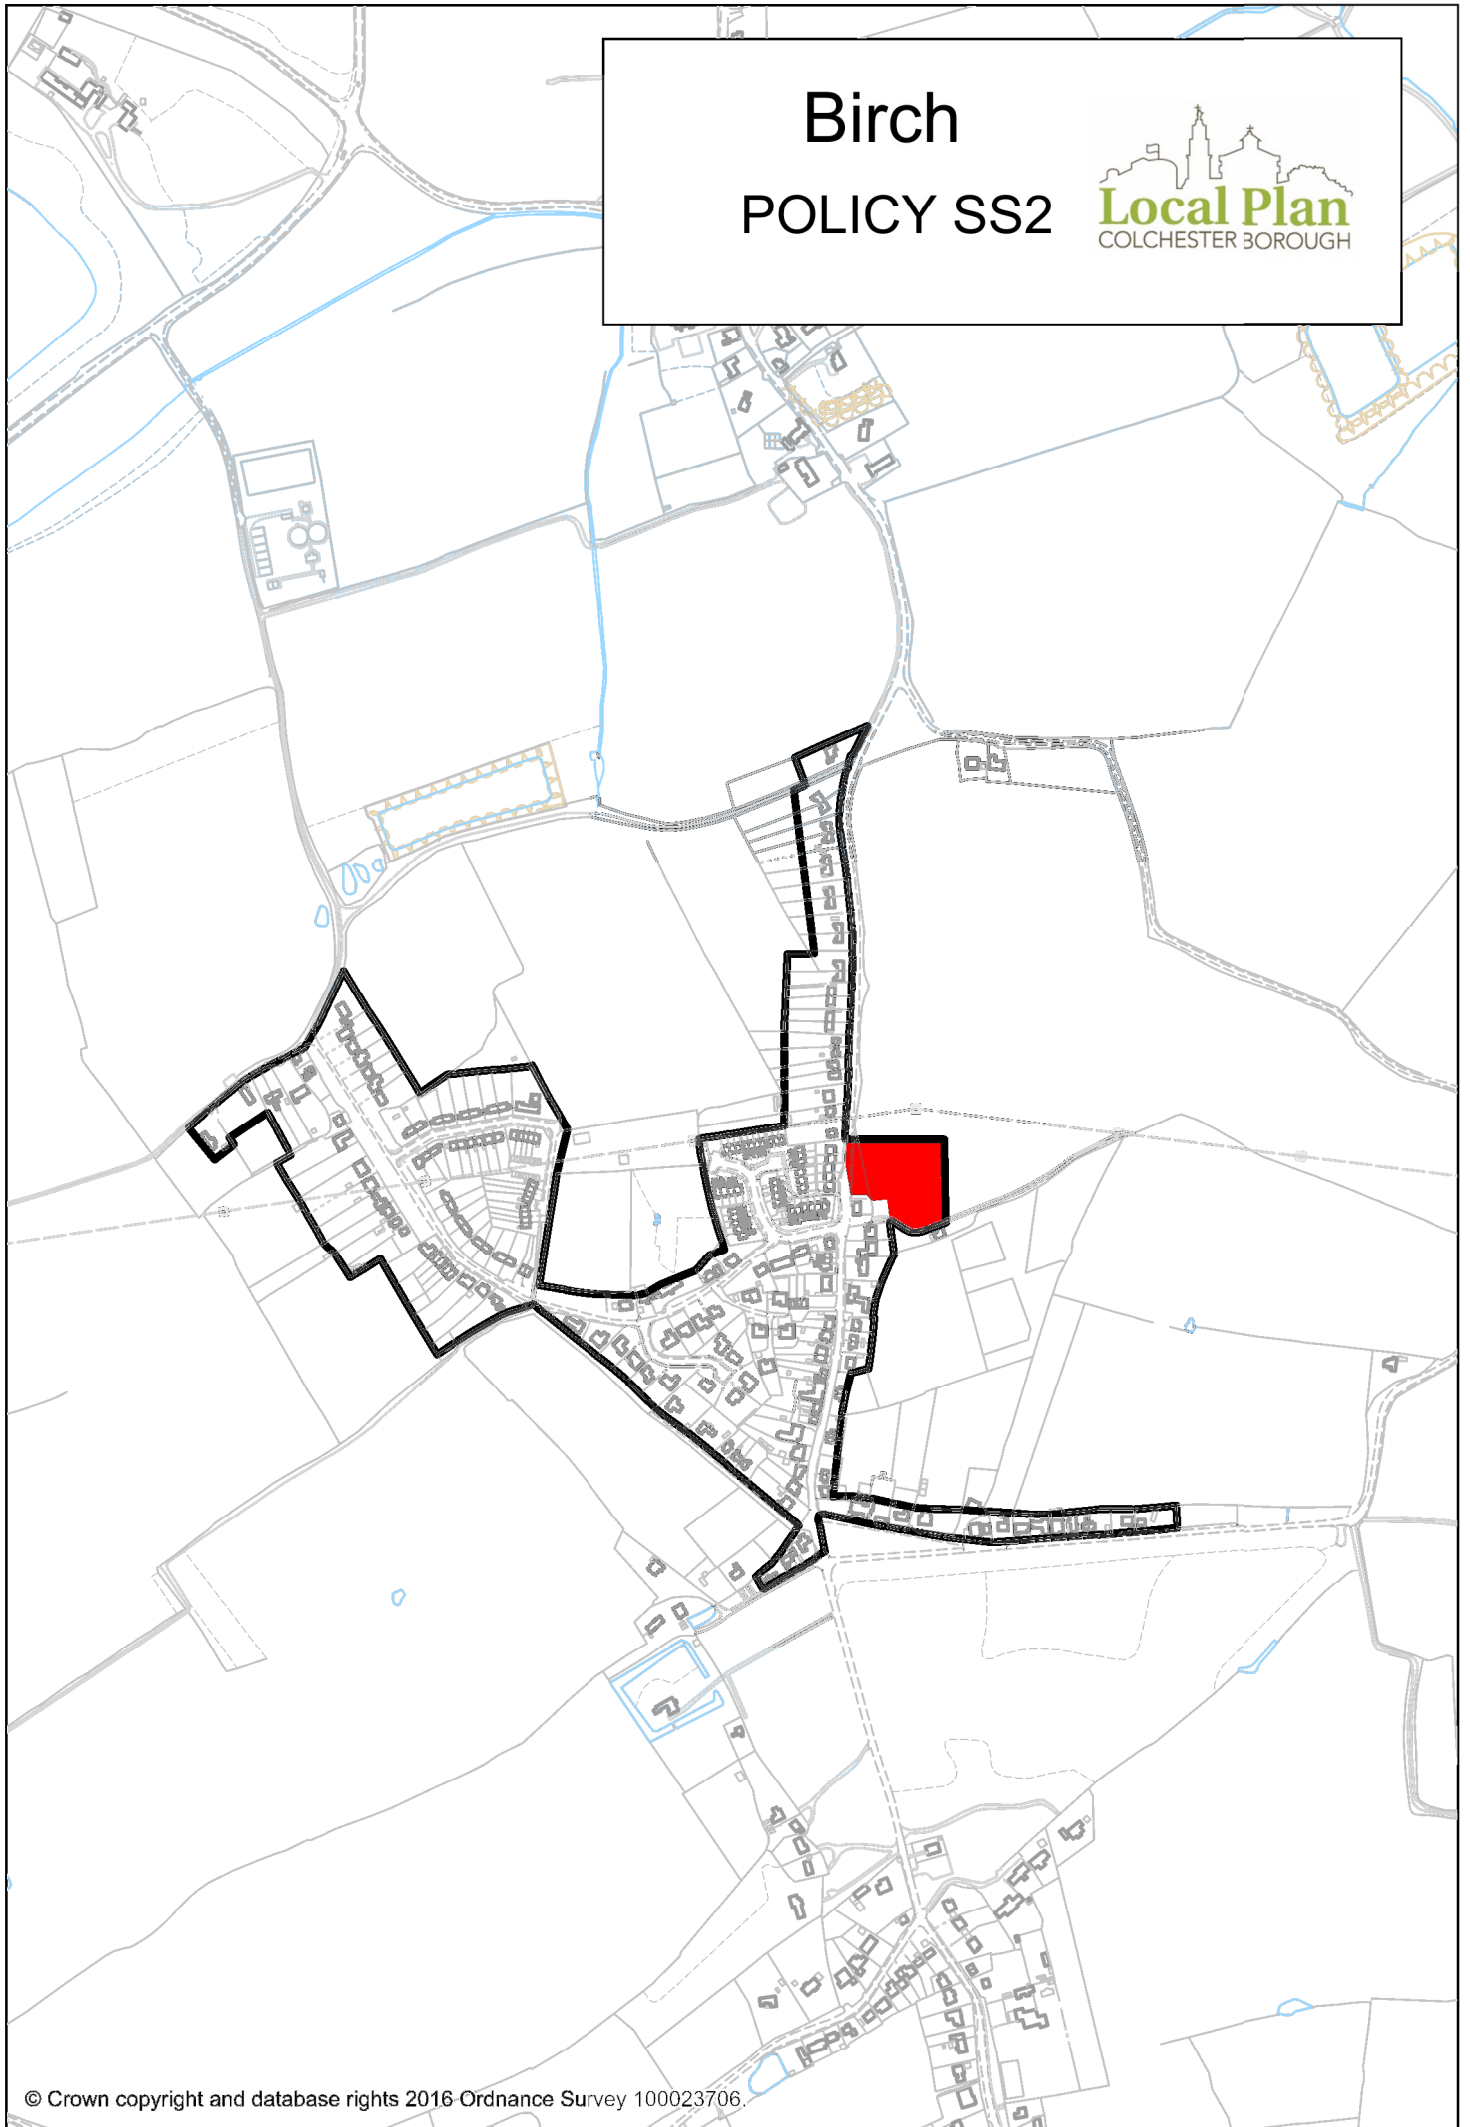 Birch
POLICY SS2
Local Plan
COLCHESTER BOROUGH
© Crown copyright and database rights 2016 Ordnance Survey 100023706.